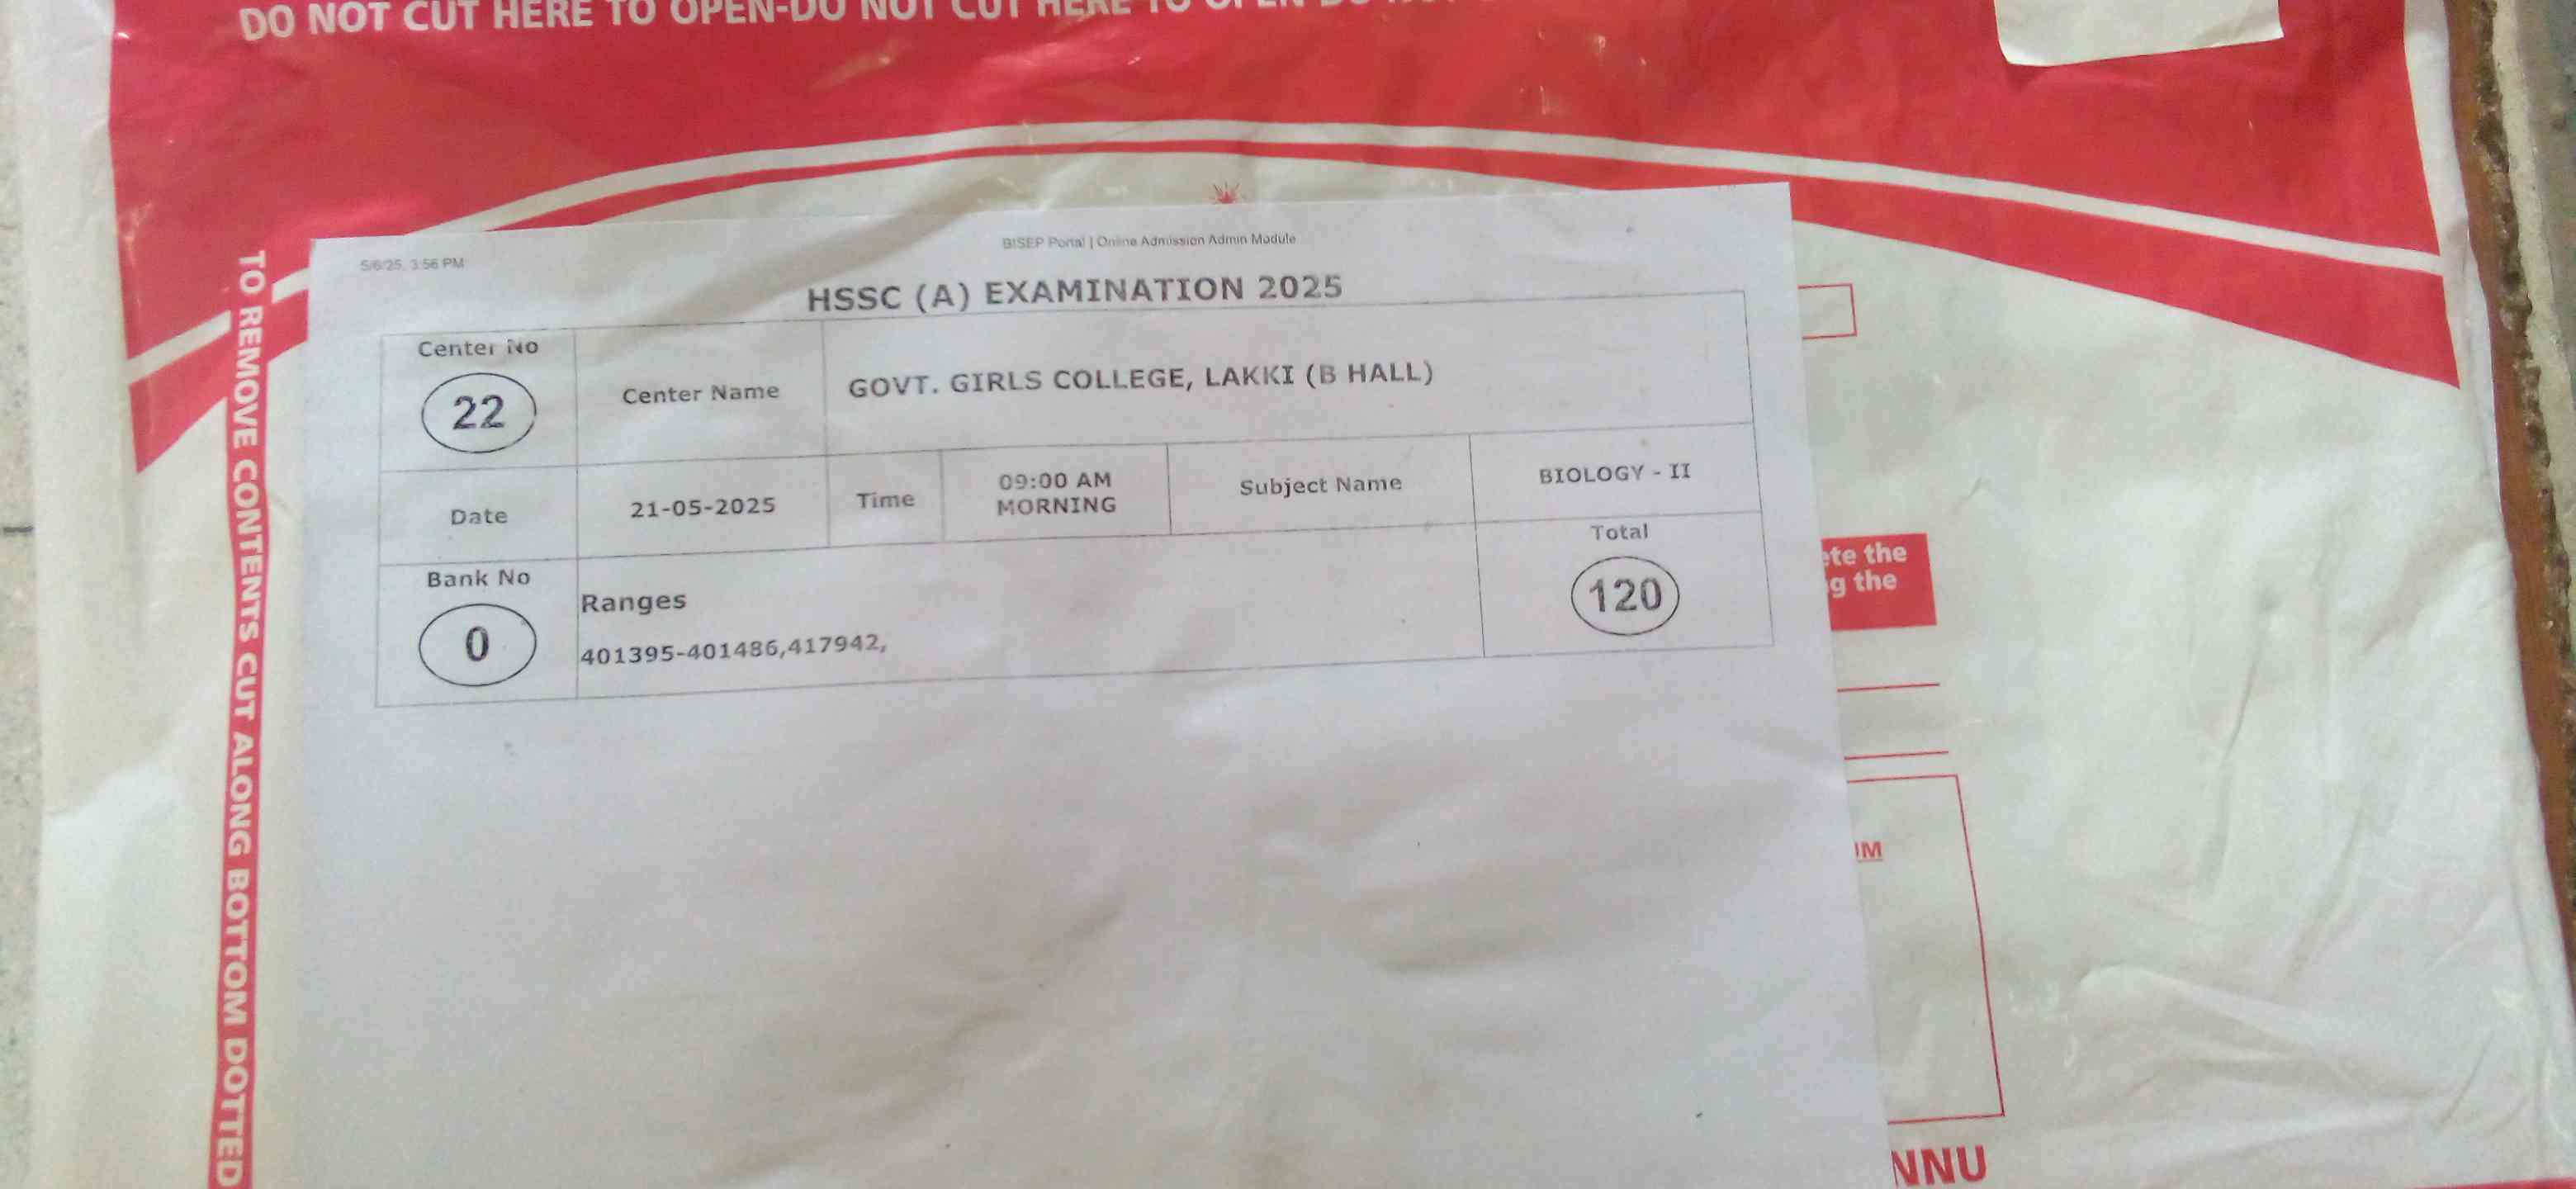 DO NOT CUT HERE TO OPEN-DO NOT CUT HERE TO OPEN
TO REMOVE CONTENTS CUT ALONG BOTTOM DOTTED
5/6/25, 3:56 PM
BISEP Portal | Online Admission Admin Module
HSSC (A) EXAMINATION 2025
Center No
22
Center Name
GOVT. GIRLS COLLEGE, LAKKI (B HALL)
Date
21-05-2025
Time
09:00 AM
MORNING
Subject Name
BIOLOGY - II
Bank No
0
Ranges
401395-401486,417942,
Total
120
the
the